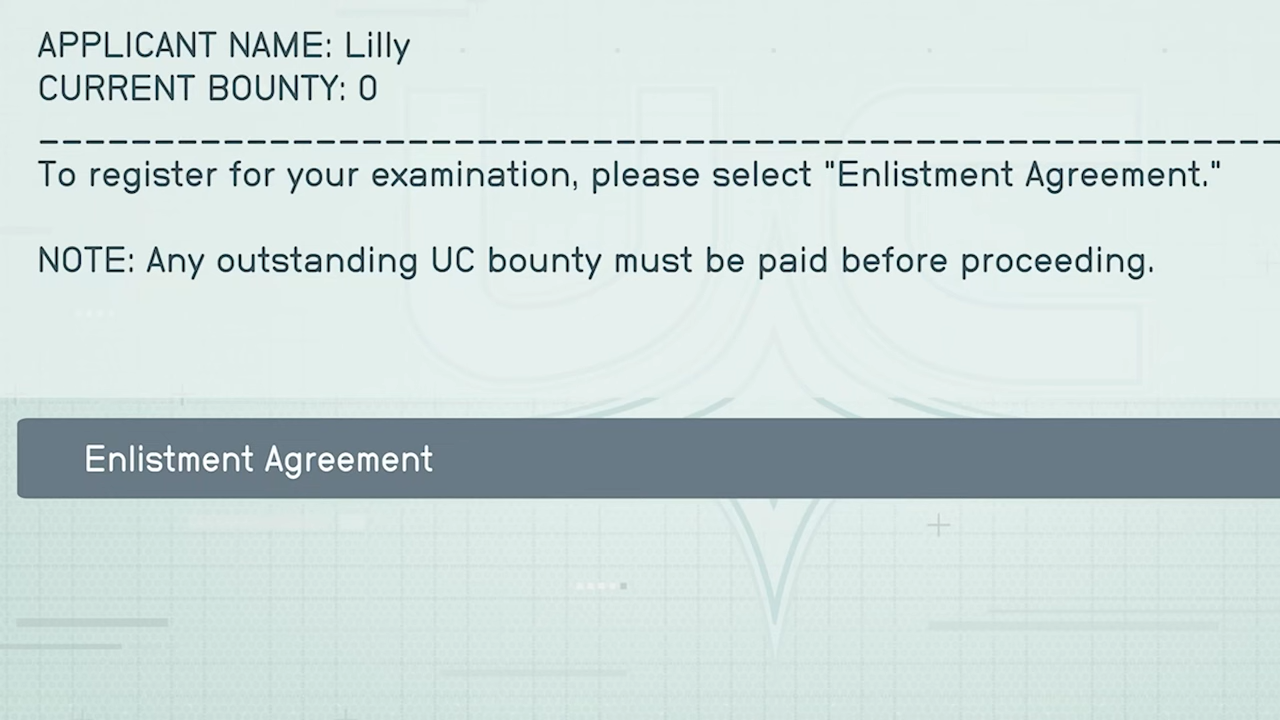 APPLICANT NAME: Lilly
CURRENT BOUNTY: 0
To register for your examination, please select "Enlistment Agreement."
NOTE: Any outstanding UC bounty must be paid before proceeding.
Enlistment Agreement
UC